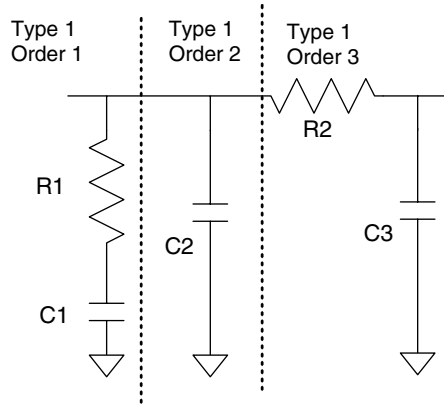 Type 1
Order 1
Type 1
Order 2
Type 1
Order 3
R2
R1
C2
C3
C1